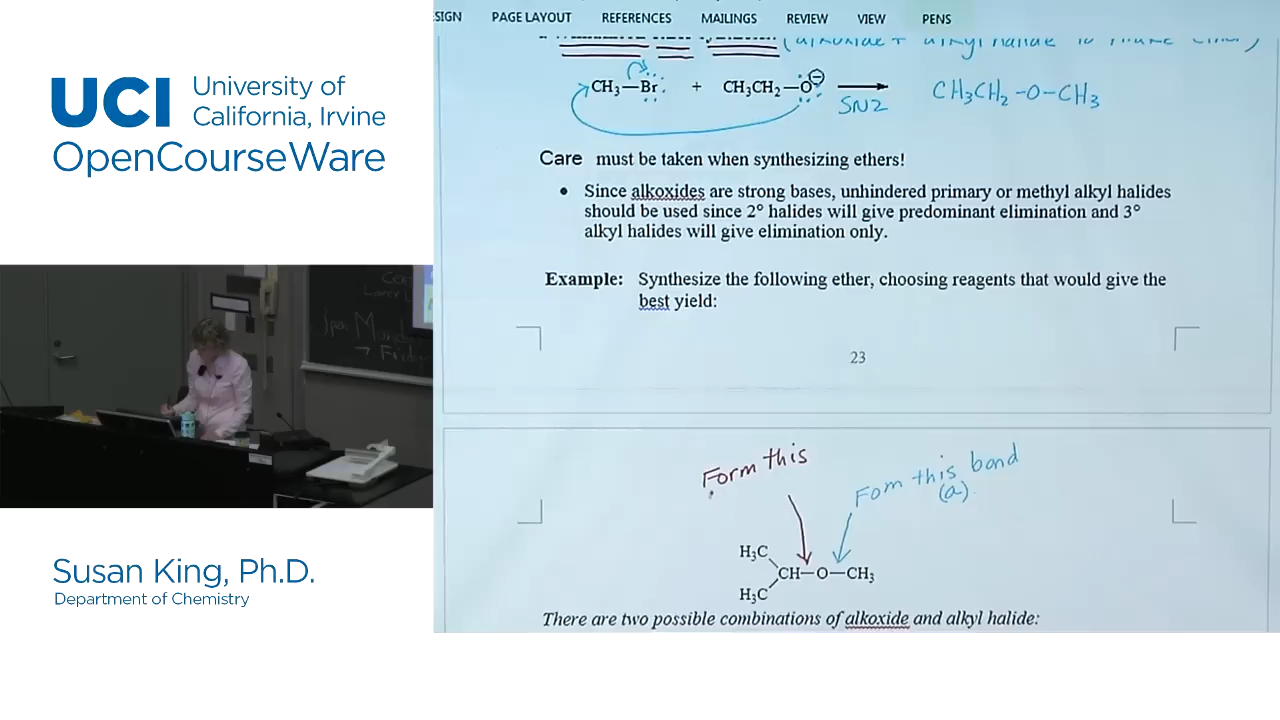 SIGN PAGE LAYOUT REFERENCES MAILINGS REVIEW VIEW PENS
UCI University of
California, Irvine
OpenCourseWare
CH₃—Br + CH₃CH₂—O⊖ → CH₃CH₂-O-CH₃
SN2
Care must be taken when synthesizing ethers!
• Since alkoxides are strong bases, unhindered primary or methyl alkyl halides
should be used since 2° halides will give predominant elimination and 3°
alkyl halides will give elimination only.
Example: Synthesize the following ether, choosing reagents that would give the
best yield:
23
Form this
Fom this bond
(a)
H₃C
CH—O—CH₃
H₃C
There are two possible combinations of alkoxide and alkyl halide:
Susan King, Ph.D.
Department of Chemistry